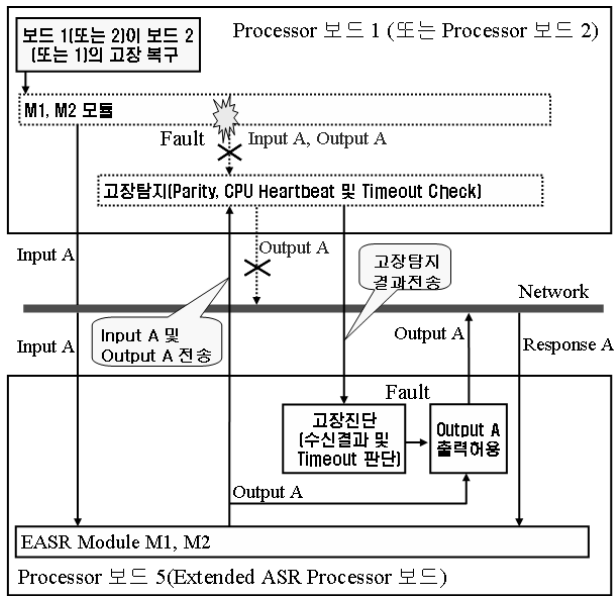 Processor 보드 1 (또는 Processor 보드 2)
보드 1(또는 2)이 보드 2
(또는 1)의 고장 복구
M1, M2 모듈
Fault
Input A, Output A
고장탐지(Parity, CPU Heartbeat 및 Timeout Check)
Input A
Output A
고장탐지
결과전송
Network
Input A
Input A 및
Output A 전송
Output A
Response A
Fault
고장진단
(수신결과 및
Timeout 판단)
Output A
출력허용
Output A
EASR Module M1, M2
Processor 보드 5(Extended ASR Processor 보드)